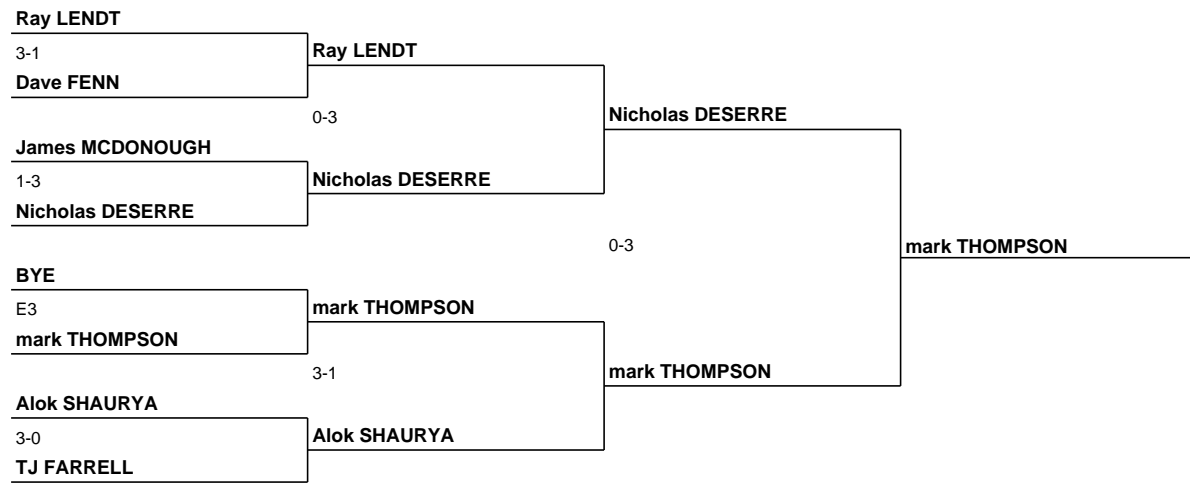 Ray LENDT
3-1
Ray LENDT
Dave FENN
0-3
Nicholas DESERRE
James MCDONOUGH
1-3
Nicholas DESERRE
Nicholas DESERRE
0-3
mark THOMPSON
BYE
E3
mark THOMPSON
mark THOMPSON
3-1
mark THOMPSON
Alok SHAURYA
3-0
Alok SHAURYA
TJ FARRELL